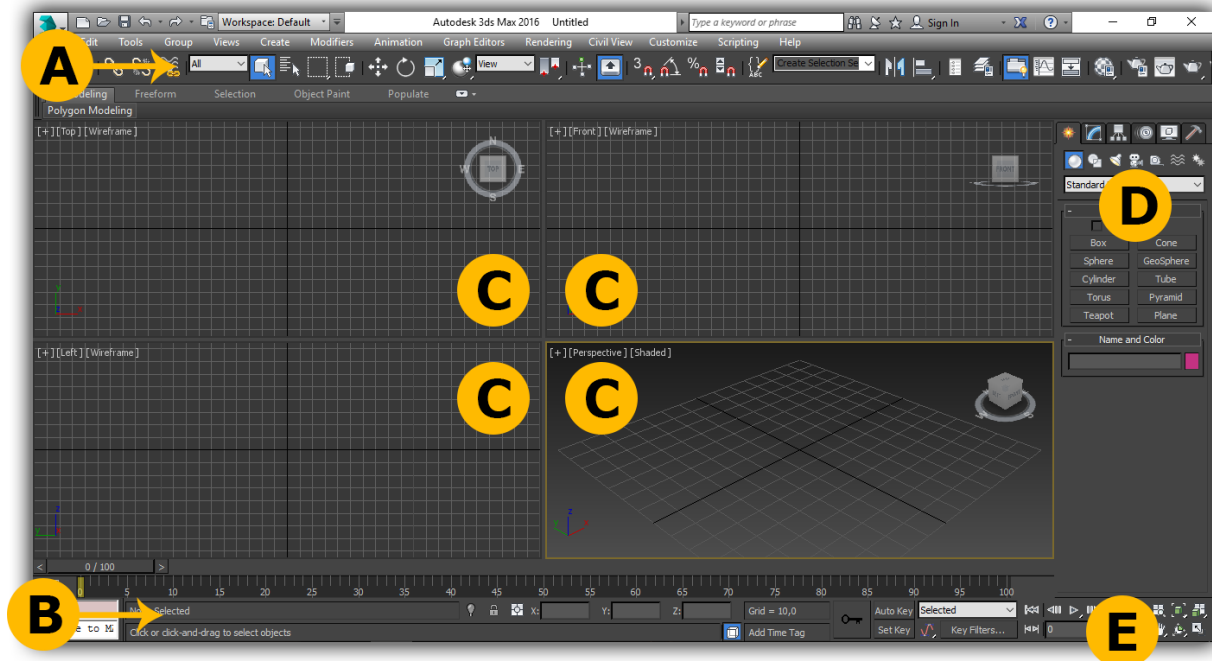 Workspace: Default
Autodesk 3ds Max 2016 Untitled
Type a keyword or phrase
Sign In
Edit Tools Group Views Create Modifiers Animation Graph Editors Rendering Civil View Customize Scripting Help
A
All
View
Create Selection Se
Freeform Selection Object Paint Populate
Polygon Modeling
[+][Top][Wireframe]
[+][Front][Wireframe]
N
W TOP E
S
FRONT
Standard
D
-
Box Cone
Sphere GeoSphere
Cylinder Tube
Torus Pyramid
Teapot Plane
- Name and Color
C C
y
z x
[+][Left][Wireframe]
[+][Perspective][Shaded]
C C
z
y
z
y x
< 0 / 100 >
0 5 10 15 20 25 30 35 40 45 50 55 60 65 70 75 80 85 90 95 100
B
Selected
X: Y: Z:
Grid = 10,0
Auto Key Selected
to M
Click or click-and-drag to select objects
Add Time Tag
Set Key Key Filters...
0
E